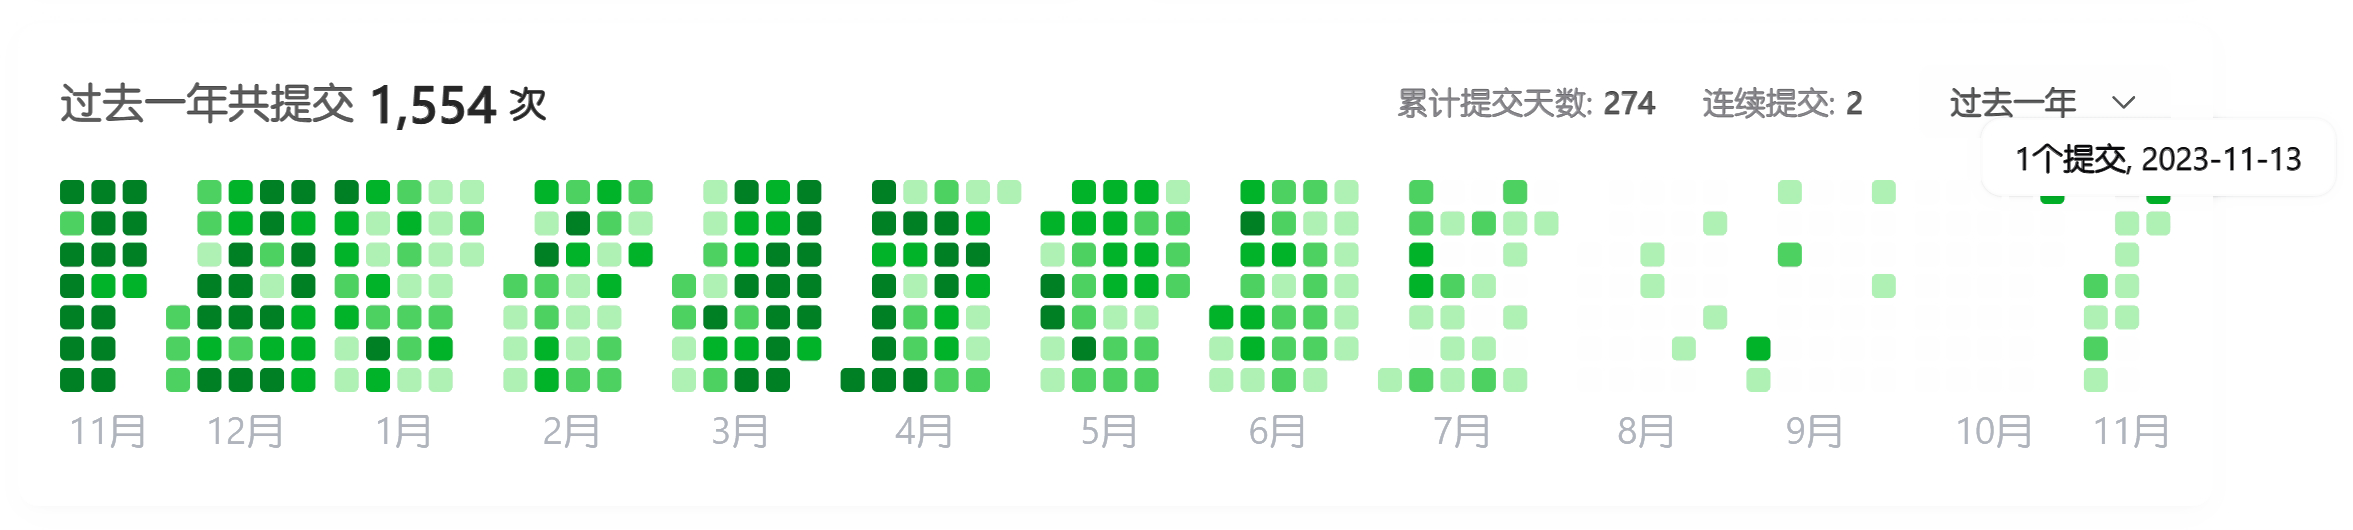 过去一年共提交 1,554 次
累计提交天数: 274 连续提交: 2 过去一年
1个提交, 2023-11-13
11月 12月 1月 2月 3月 4月 5月 6月 7月 8月 9月 10月 11月